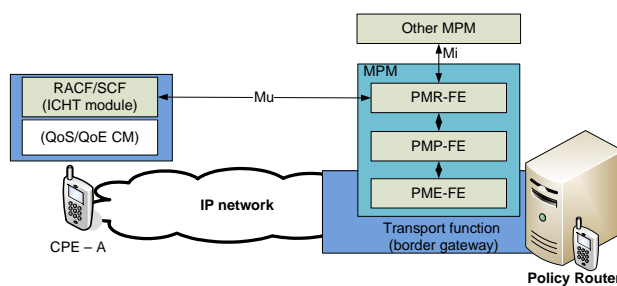 Other MPM
Mi
MPM
RACF/SCF
(ICHT module)
Mu
PMR-FE
(QoS/QoE CM)
PMP-FE
PME-FE
IP network
CPE – A
Transport function
(border gateway)
Policy Router